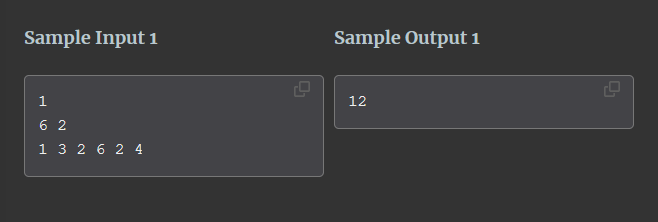 Sample Input 1
Sample Output 1
1
6 2
1 3 2 6 2 4
12